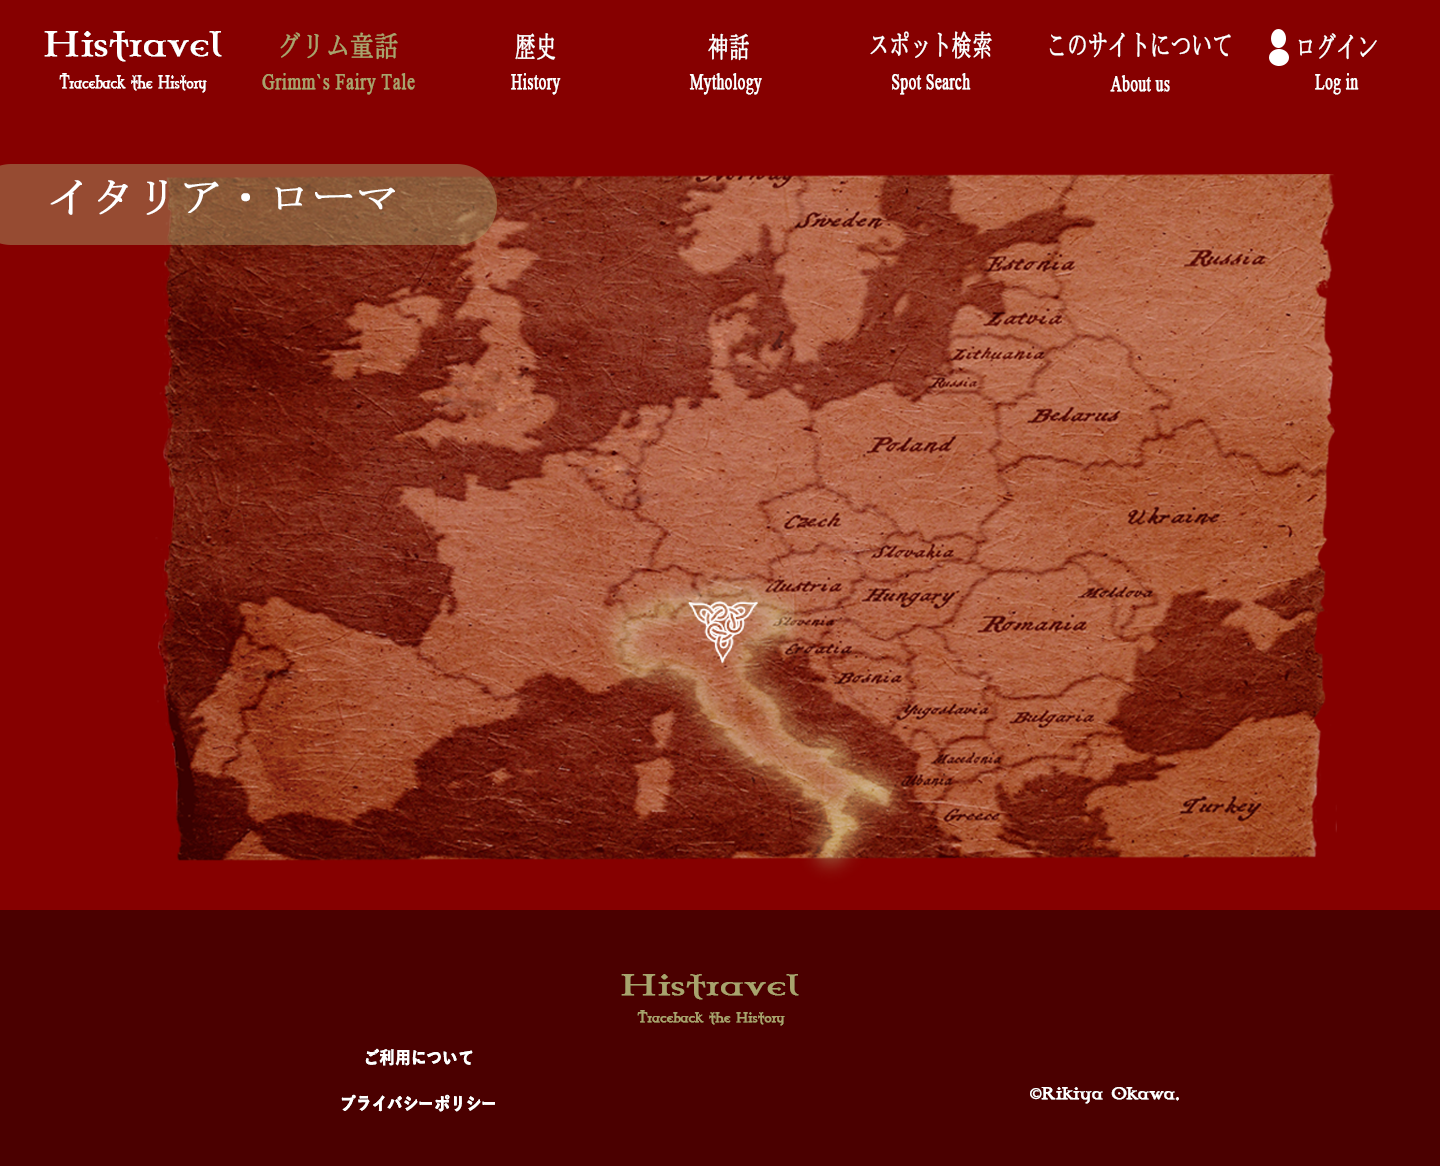 Histravel
Traceback the History
グリム童話
Grimm`s Fairy Tale
歴史
History
神話
Mythology
スポット検索
Spot Search
このサイトについて
About us
ログイン
Log in
イタリア・ローマ
Norway
Sweden
Estonia
Russia
Latvia
Lithuania
Russia
Belarus
Poland
Czech
Ukraine
Slovakia
Austria
Hungary
Moldova
Slovenia
Romania
Croatia
Bosnia
Yugoslavia
Bulgaria
Macedonia
Albania
Greece
Turkey
Histravel
Traceback the History
ご利用について
プライバシーポリシー
©Rikiya Okawa.